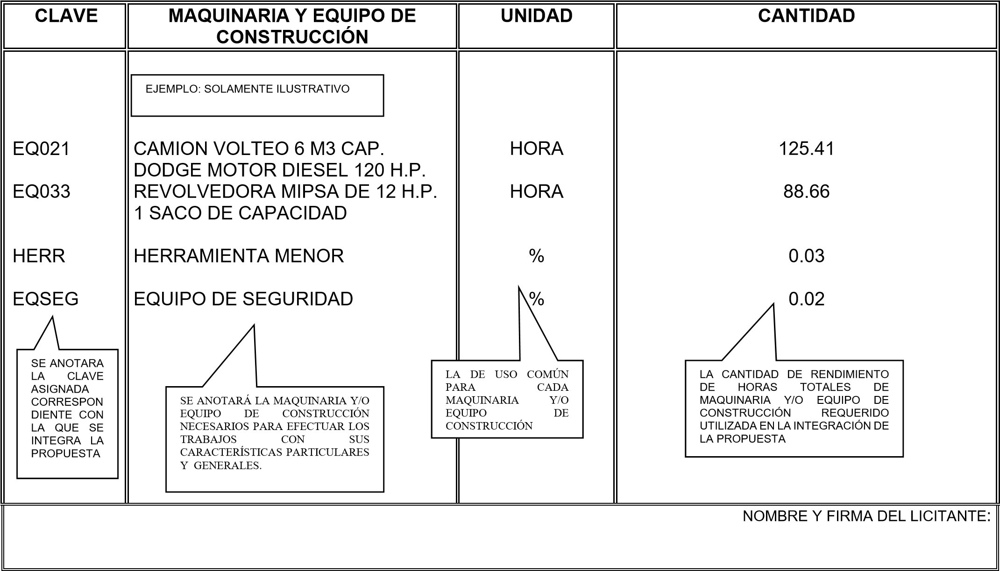 CLAVE
MAQUINARIA Y EQUIPO DE
CONSTRUCCIÓN
UNIDAD
CANTIDAD
EJEMPLO: SOLAMENTE ILUSTRATIVO
EQ021 CAMION VOLTEO 6 M3 CAP. HORA 125.41
DODGE MOTOR DIESEL 120 H.P.
EQ033 REVOLVEDORA MIPSA DE 12 H.P. HORA 88.66
1 SACO DE CAPACIDAD
HERR HERRAMIENTA MENOR % 0.03
EQSEG EQUIPO DE SEGURIDAD % 0.02
SE ANOTARA
LA CLAVE
ASIGNADA
CORRESPON
DIENTE CON
LA QUE SE
INTEGRA LA
PROPUESTA
SE ANOTARÁ LA MAQUINARIA Y/O
EQUIPO DE CONSTRUCCIÓN
NECESARIOS PARA EFECTUAR LOS
TRABAJOS CON SUS
CARACTERÍSTICAS PARTICULARES
Y GENERALES.
LA DE USO COMÚN
PARA CADA
MAQUINARIA Y/O
EQUIPO DE
CONSTRUCCIÓN
LA CANTIDAD DE RENDIMIENTO
DE HORAS TOTALES DE
MAQUINARIA Y/O EQUIPO DE
CONSTRUCCIÓN REQUERIDO
UTILIZADA EN LA INTEGRACIÓN DE
LA PROPUESTA
NOMBRE Y FIRMA DEL LICITANTE: